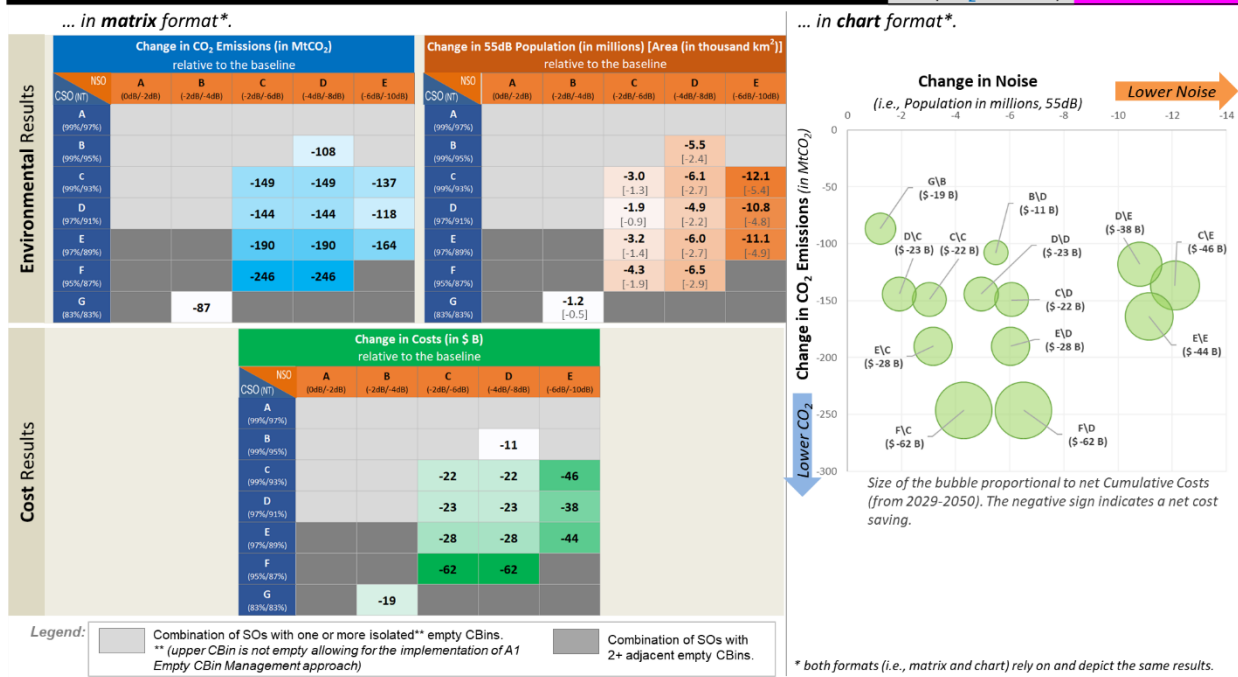 ... in matrix format*.
Environmental Results
Change in CO₂ Emissions (in MtCO₂)
relative to the baseline
NSO
CSO (NT)
A
(0dB/-2dB)
B
(-2dB/-4dB)
C
(-2dB/-6dB)
D
(-4dB/-8dB)
E
(-6dB/-10dB)
A
(99%/97%)
B
(99%/95%)
-108
C
(99%/93%)
-149 -149 -137
D
(97%/91%)
-144 -144 -118
E
(97%/89%)
-190 -190 -164
F
(95%/87%)
-246 -246
G
(83%/83%)
-87
Change in 55dB Population (in millions) [Area (in thousand km²)]
relative to the baseline
NSO
CSO (NT)
A
(0dB/-2dB)
B
(-2dB/-4dB)
C
(-2dB/-6dB)
D
(-4dB/-8dB)
E
(-6dB/-10dB)
A
(99%/97%)
B
(99%/95%)
-5.5
[-2.4]
C
(99%/93%)
-3.0 -6.1 -12.1
[-1.3] [-2.7] [-5.4]
D
(97%/91%)
-1.9 -4.9 -10.8
[-0.9] [-2.2] [-4.8]
E
(97%/89%)
-3.2 -6.0 -11.1
[-1.4] [-2.7] [-4.9]
F
(95%/87%)
-4.3 -6.5
[-1.9] [-2.9]
G
(83%/83%)
-1.2
[-0.5]
Cost Results
Change in Costs (in $ B)
relative to the baseline
NSO
CSO (NT)
A
(0dB/-2dB)
B
(-2dB/-4dB)
C
(-2dB/-6dB)
D
(-4dB/-8dB)
E
(-6dB/-10dB)
A
(99%/97%)
B
(99%/95%)
-11
C
(99%/93%)
-22 -22 -46
D
(97%/91%)
-23 -23 -38
E
(97%/89%)
-28 -28 -44
F
(95%/87%)
-62 -62
G
(83%/83%)
-19
Legend:
Combination of SOs with one or more isolated** empty CBins.
** (upper CBin is not empty allowing for the implementation of A1
Empty CBin Management approach)
Combination of SOs with
2+ adjacent empty CBins.
... in chart format*.
Change in Noise
(i.e., Population in millions, 55dB)
Lower Noise
0 -2 -4 -6 -8 -10 -12 -14
Change in CO₂ Emissions (in MtCO₂)
Lower CO₂
0
-50
-100
-150
-200
-250
-300
G\B
($ -19 B)
B\D
($ -11 B)
D\E
($ -38 B)
C\E
($ -46 B)
D\C
($ -23 B)
C\C
($ -22 B)
D\D
($ -23 B)
C\D
($ -22 B)
E\C
($ -28 B)
E\D
($ -28 B)
E\E
($ -44 B)
F\C
($ -62 B)
F\D
($ -62 B)
Size of the bubble proportional to net Cumulative Costs
(from 2029-2050). The negative sign indicates a net cost
saving.
* both formats (i.e., matrix and chart) rely on and depict the same results.